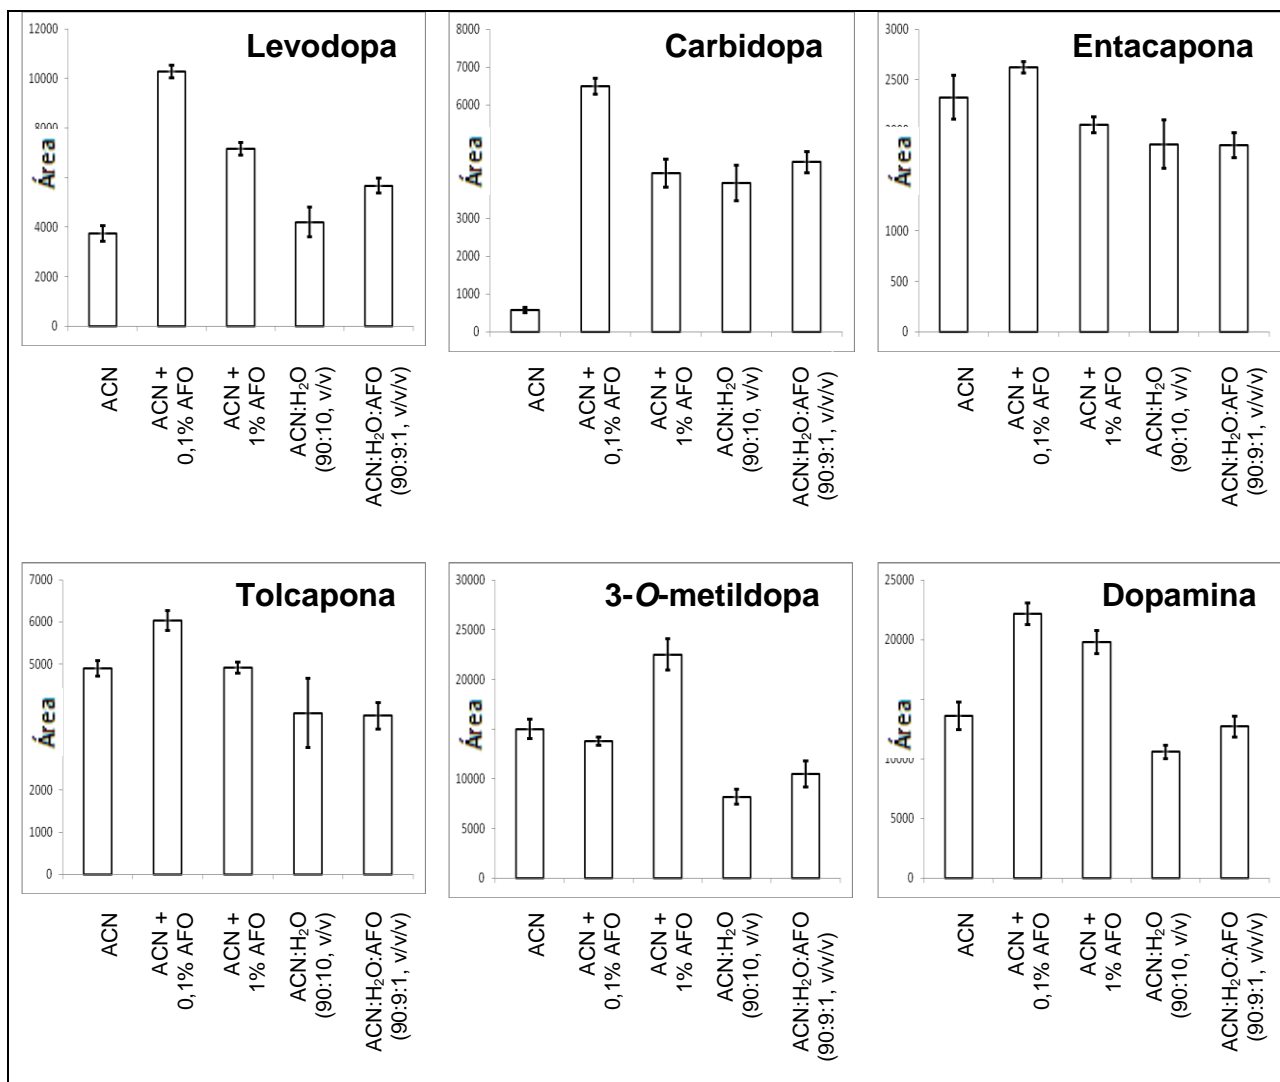 Levodopa
12000
10000
8000
Área
4000
2000
0
ACN
ACN +
0,1% AFO
ACN +
1% AFO
ACN:H₂O
(90:10, v/v)
ACN:H₂O:AFO
(90:9:1, v/v/v)
Carbidopa
8000
7000
6000
Área
3000
2000
1000
0
ACN
ACN +
0,1% AFO
ACN +
1% AFO
ACN:H₂O
(90:10, v/v)
ACN:H₂O:AFO
(90:9:1, v/v/v)
Entacapona
3000
2500
2000
Área
1000
500
0
ACN
ACN +
0,1% AFO
ACN +
1% AFO
ACN:H₂O
(90:10, v/v)
ACN:H₂O:AFO
(90:9:1, v/v/v)
Tolcapona
7000
6000
5000
Área
2000
1000
0
ACN
ACN +
0,1% AFO
ACN +
1% AFO
ACN:H₂O
(90:10, v/v)
ACN:H₂O:AFO
(90:9:1, v/v/v)
3-O-metildopa
30000
25000
20000
15000
Área
10000
5000
0
ACN
ACN +
0,1% AFO
ACN +
1% AFO
ACN:H₂O
(90:10, v/v)
ACN:H₂O:AFO
(90:9:1, v/v/v)
Dopamina
25000
20000
Área
10000
5000
0
ACN
ACN +
0,1% AFO
ACN +
1% AFO
ACN:H₂O
(90:10, v/v)
ACN:H₂O:AFO
(90:9:1, v/v/v)